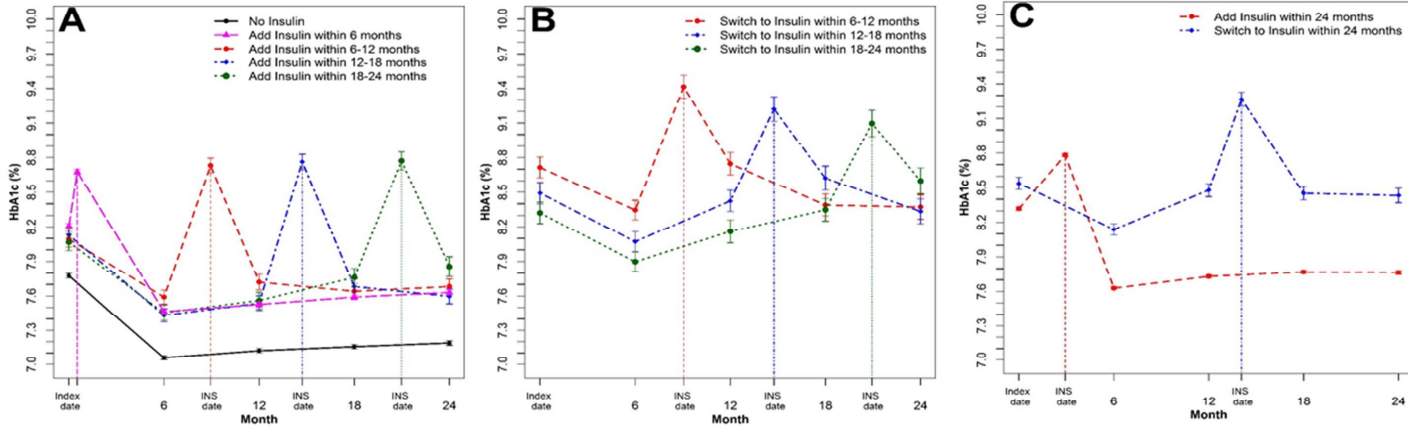 A
No Insulin
Add Insulin within 6 months
Add Insulin within 6−12 months
Add Insulin within 12−18 months
Add Insulin within 18−24 months
HbA1c (%)
10.0
9.7
9.4
9.1
8.8
8.5
8.2
7.9
7.6
7.3
7.0
Index date
6
INS date
12
INS date
18
INS date
24
Month
B
Switch to Insulin within 6−12 months
Switch to Insulin within 12−18 months
Switch to Insulin within 18−24 months
HbA1c (%)
10.0
9.7
9.4
9.1
8.8
8.5
8.2
7.9
7.6
7.3
7.0
Index date
6
INS date
12
INS date
18
INS date
24
Month
C
Add Insulin within 24 months
Switch to Insulin within 24 months
HbA1c (%)
10.0
9.7
9.4
9.1
8.8
8.5
8.2
7.9
7.6
7.3
7.0
Index date
INS date
6
12
INS date
18
24
Month